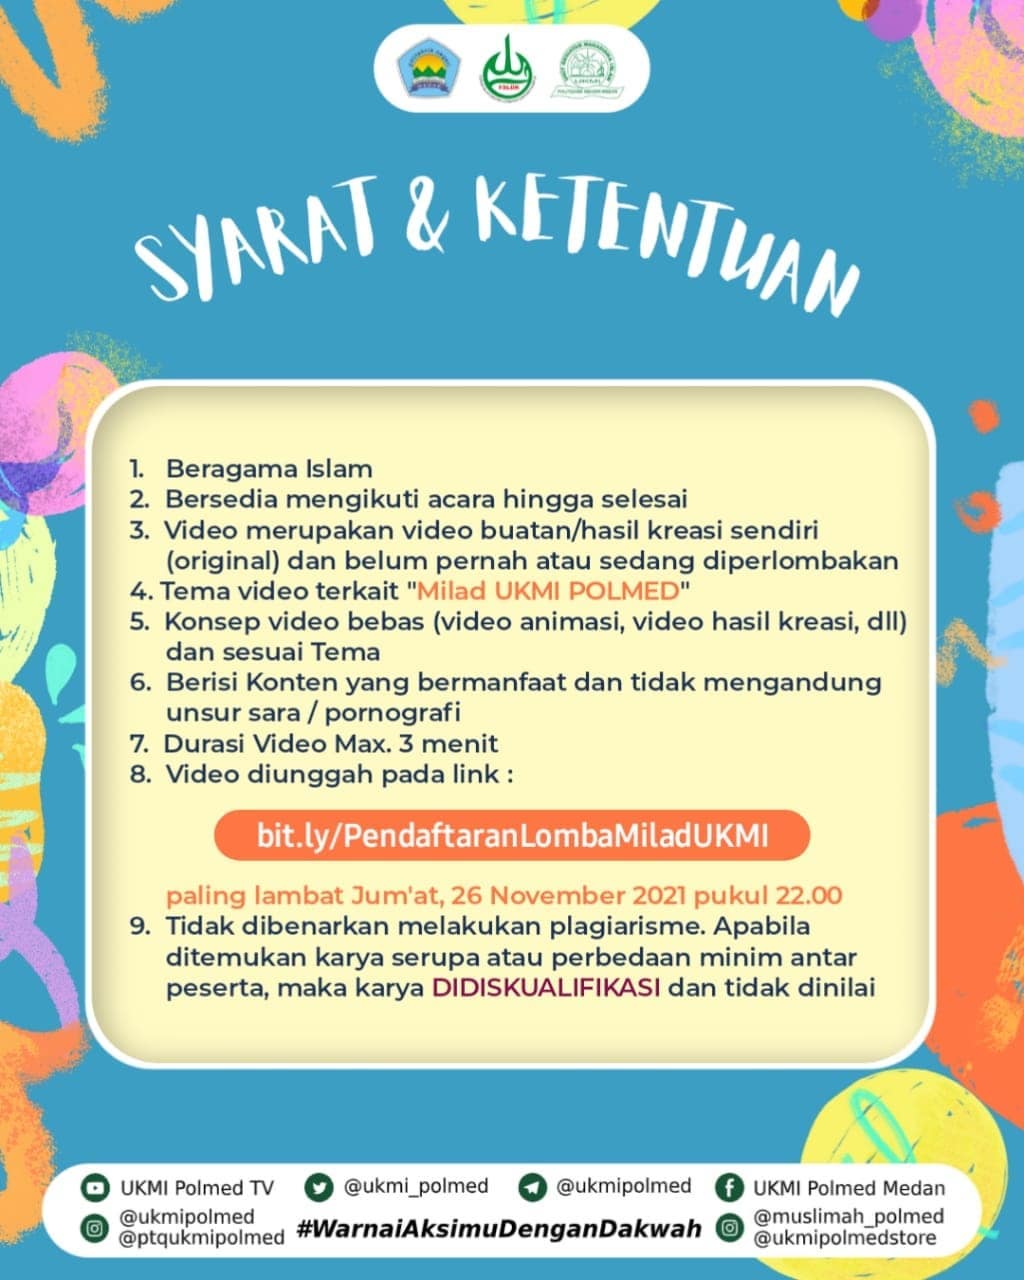 SYARAT & KETENTUAN
1. Beragama Islam
2. Bersedia mengikuti acara hingga selesai
3. Video merupakan video buatan/hasil kreasi sendiri
(original) dan belum pernah atau sedang diperlombakan
4. Tema video terkait "Milad UKMI POLMED"
5. Konsep video bebas (video animasi, video hasil kreasi, dll)
dan sesuai Tema
6. Berisi Konten yang bermanfaat dan tidak mengandung
unsur sara / pornografi
7. Durasi Video Max. 3 menit
8. Video diunggah pada link :
bit.ly/PendaftaranLombaMiladUKMI
paling lambat Jum'at, 26 November 2021 pukul 22.00
9. Tidak dibenarkan melakukan plagiarisme. Apabila
ditemukan karya serupa atau perbedaan minim antar
peserta, maka karya DIDISKUALIFIKASI dan tidak dinilai
UKMI Polmed TV @ukmi_polmed @ukmipolmed UKMI Polmed Medan
@ukmipolmed
@ptqukmipolmed
#WarnaiAksimuDenganDakwah
@muslimah_polmed
@ukmipolmedstore